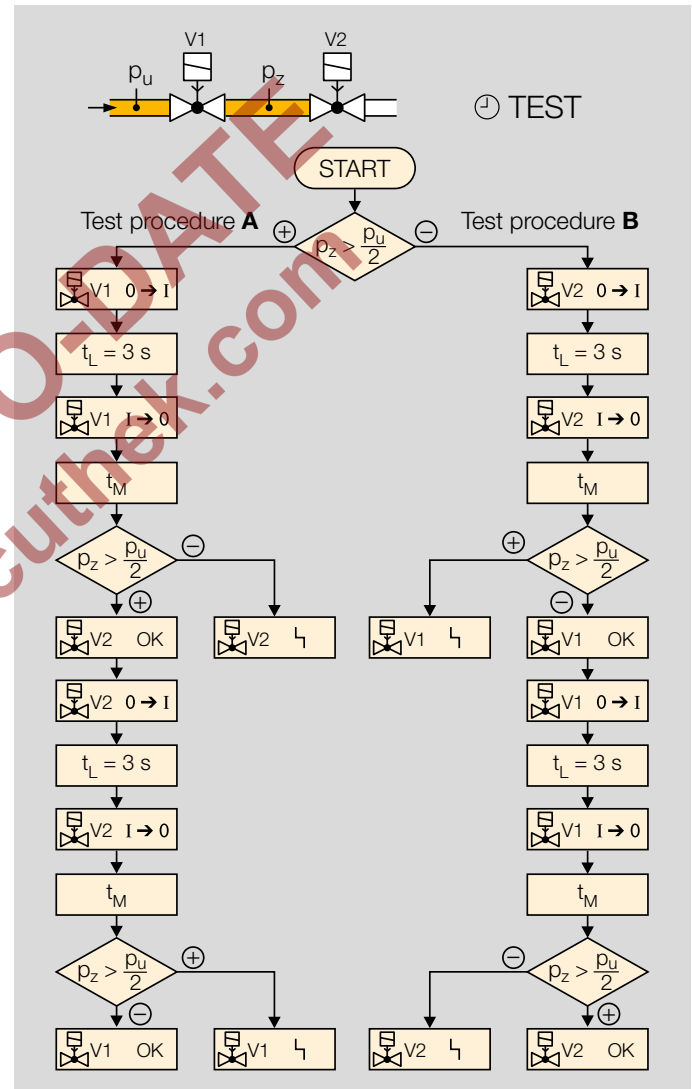 V1
V2
pu
pz
TEST
START
Test procedure A
+
pz > pu/2
−
Test procedure B
V1 0 → I
V2 0 → I
tL = 3 s
tL = 3 s
V1 I → 0
V2 I → 0
tM
tM
pz > pu/2
−
+
pz > pu/2
+
−
V2 OK
V2
V1
V1 OK
V2 0 → I
V1 0 → I
tL = 3 s
tL = 3 s
V2 I → 0
V1 I → 0
tM
tM
pz > pu/2
+
−
pz > pu/2
−
+
V1 OK
V1
V2
V2 OK
O-DATE
cuthek.com